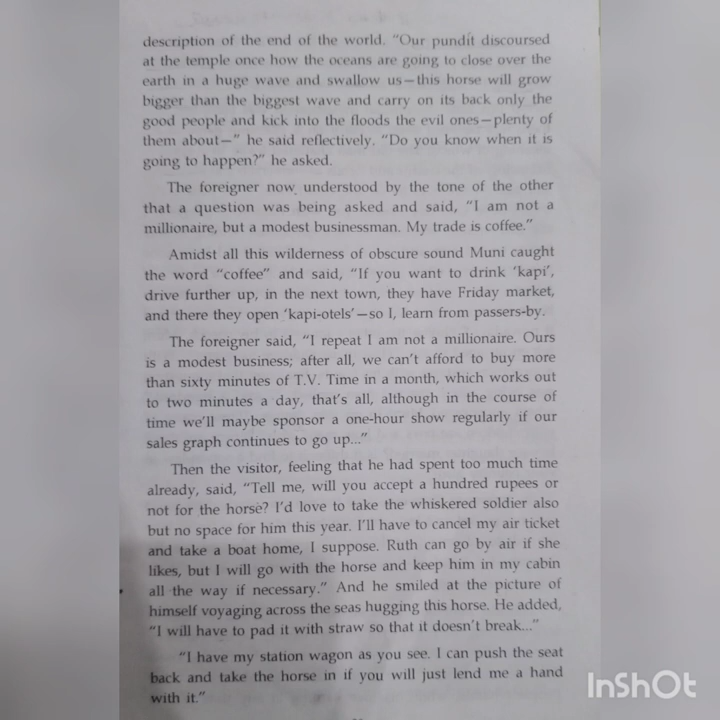 description of the end of the world. "Our pundit discoursed
at the temple once how the oceans are going to close over the
earth in a huge wave and swallow us—this horse will grow
bigger than the biggest wave and carry on its back only the
good people and kick into the floods the evil ones—plenty of
them about—" he said reflectively. "Do you know when it is
going to happen?" he asked.
The foreigner now understood by the tone of the other
that a question was being asked and said, "I am not a
millionaire, but a modest businessman. My trade is coffee."
Amidst all this wilderness of obscure sound Muni caught
the word "coffee" and said, "If you want to drink 'kapi',
drive further up, in the next town, they have Friday market,
and there they open 'kapi-otels'—so I, learn from passers-by.
The foreigner said, "I repeat I am not a millionaire. Ours
is a modest business; after all, we can't afford to buy more
than sixty minutes of T.V. Time in a month, which works out
to two minutes a day, that's all, although in the course of
time we'll maybe sponsor a one-hour show regularly if our
sales graph continues to go up..."
Then the visitor, feeling that he had spent too much time
already, said, "Tell me, will you accept a hundred rupees or
not for the horse? I'd love to take the whiskered soldier also
but no space for him this year. I'll have to cancel my air ticket
and take a boat home, I suppose. Ruth can go by air if she
likes, but I will go with the horse and keep him in my cabin
all the way if necessary." And he smiled at the picture of
himself voyaging across the seas hugging this horse. He added,
"I will have to pad it with straw so that it doesn't break..."
"I have my station wagon as you see. I can push the seat
back and take the horse in if you will just lend me a hand
with it."
InShOt